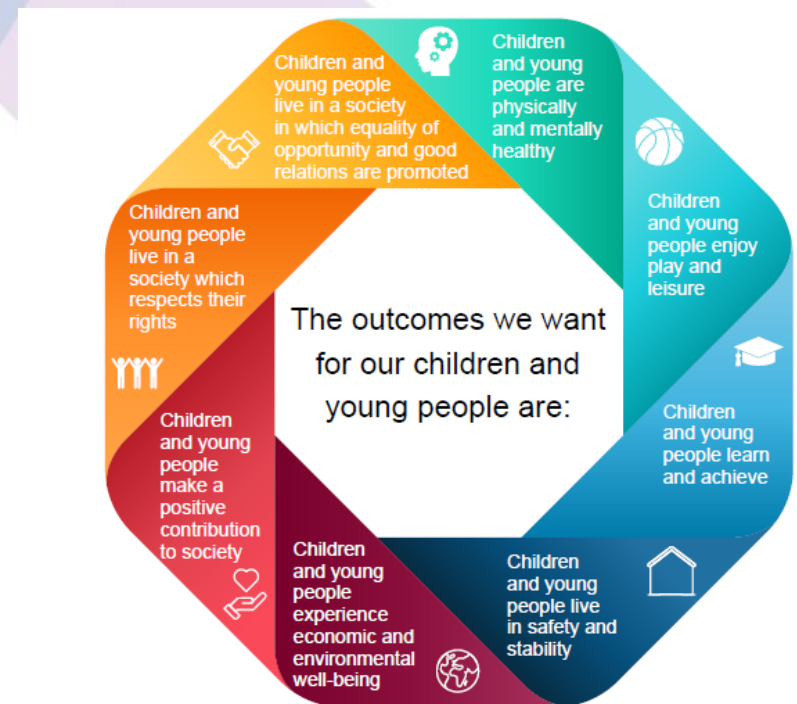 Children
and young
people are
physically
and mentally
healthy
Children
and young
people enjoy
play and
leisure
Children
and young
people learn
and achieve
Children
and young
people live
in safety and
stability
Children
and young
people
experience
economic and
environmental
well-being
Children
and young
people
make a
positive
contribution
to society
Children and
young people
live in a
society which
respects their
rights
Children and
young people
live in a society
in which equality of
opportunity and good
relations are promoted
The outcomes we want
for our children and
young people are: